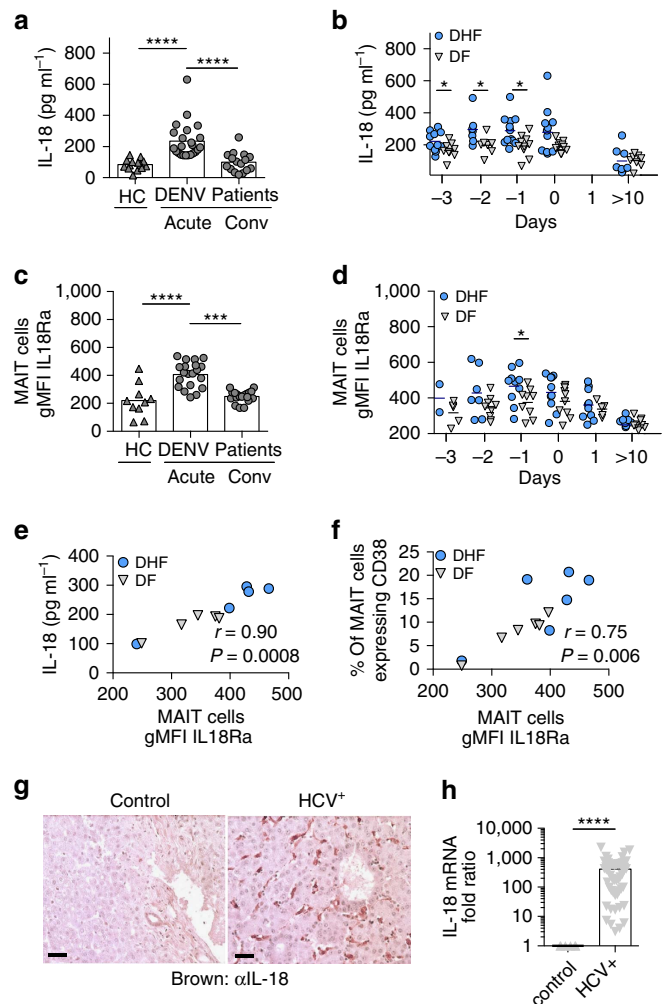 a
IL-18 (pg ml⁻¹)
800
600
400
200
0
****
****
HC
DENV Patients
Acute
Conv
b
IL-18 (pg ml⁻¹)
DHF
DF
800
600
400
200
*
*
*
−3 −2 −1 0 1 >10
Days
c
MAIT cells
gMFI IL18Ra
1,000
800
600
400
200
0
****
***
HC
DENV Patients
Acute
Conv
d
MAIT cells
gMFI IL18Ra
DHF
DF
1,000
800
600
400
200
*
−3 −2 −1 0 1 >10
Days
e
IL-18 (pg ml⁻¹)
DHF
DF
400
300
200
100
0
r = 0.90
P = 0.0008
200 300 400 500
MAIT cells
gMFI IL18Ra
f
% Of MAIT cells
expressing CD38
DHF
DF
25
20
15
10
5
0
r = 0.75
P = 0.006
200 300 400 500
MAIT cells
gMFI IL18Ra
g
Control HCV⁺
Brown: αIL-18
h
IL-18 mRNA
fold ratio
****
10,000
1,000
100
10
1
control
HCV+